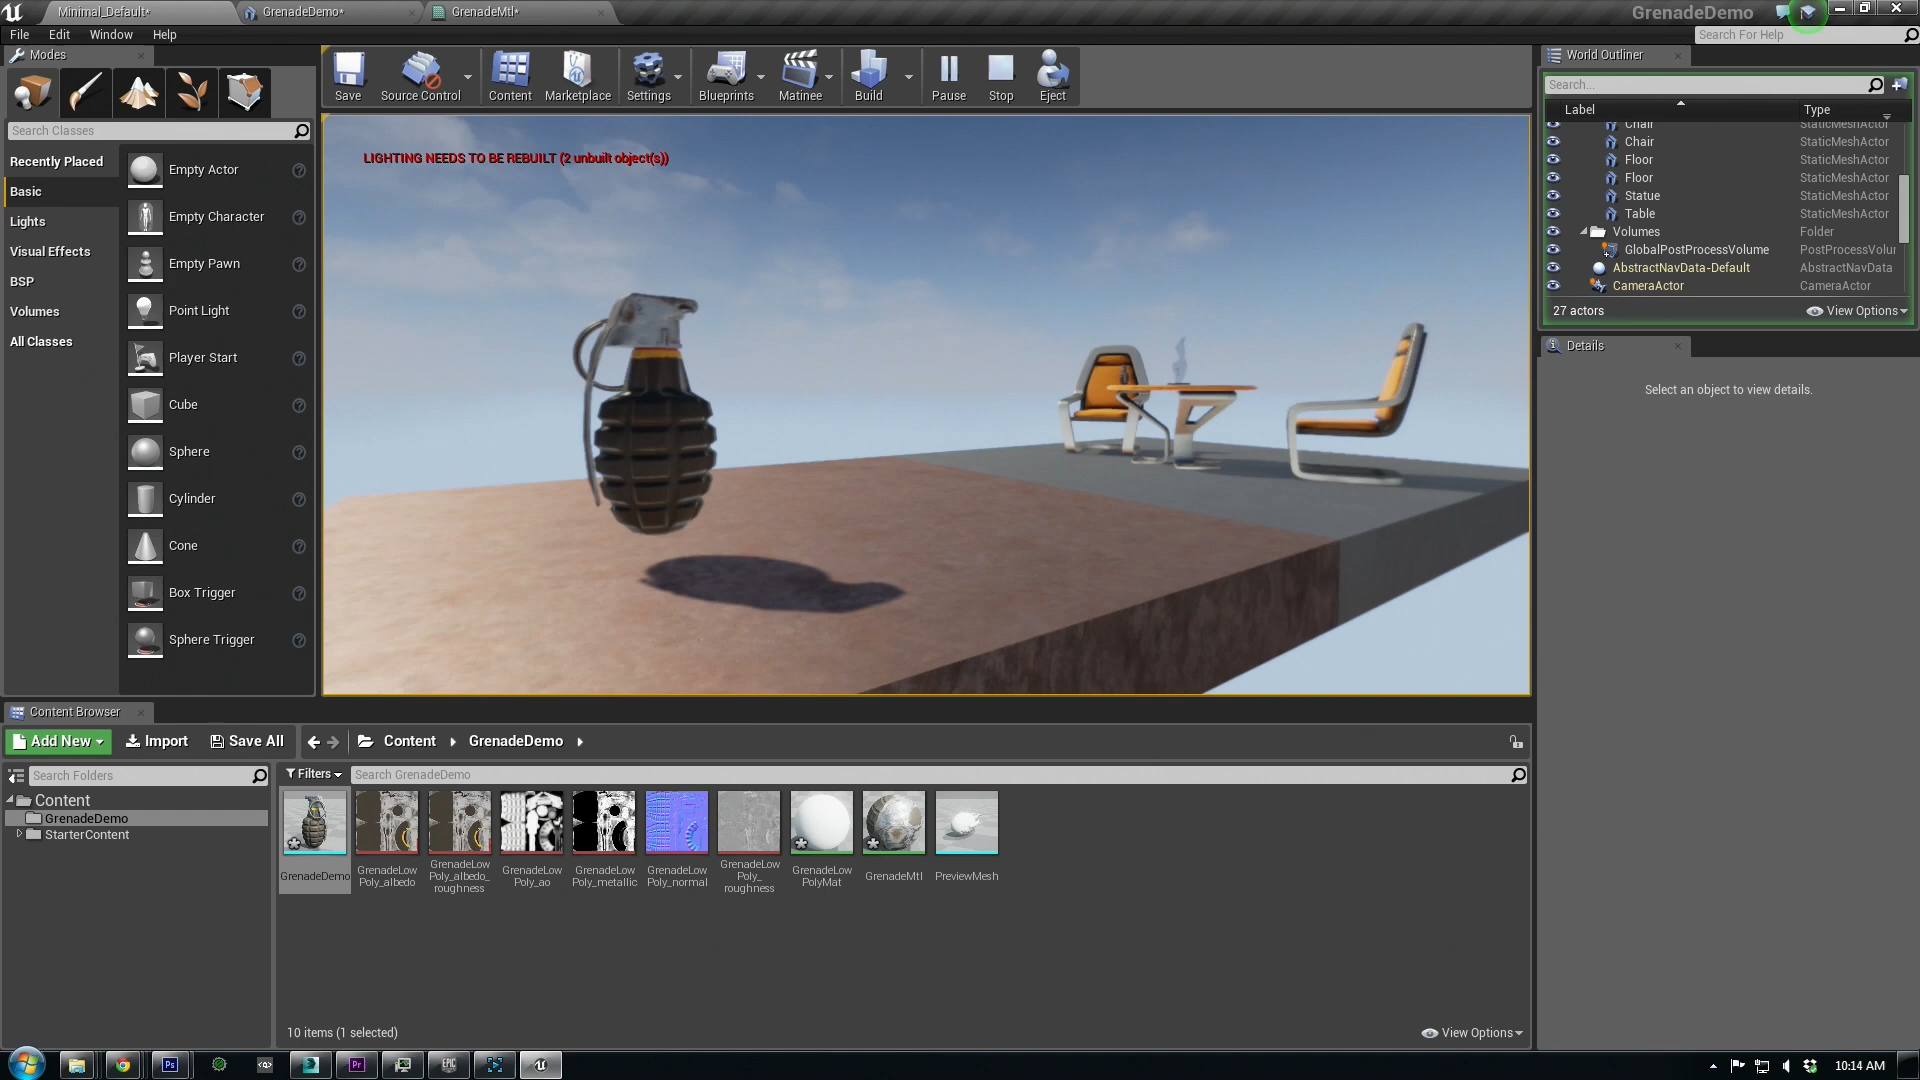 Minimal_Default*
GrenadeDemo*
GrenadeMtl*
GrenadeDemo
File
Edit
Window
Help
Search For Help
Modes
Save
Source Control
Content
Marketplace
Settings
Blueprints
Matinee
Build
Pause
Stop
Eject
World Outliner
Search...
Label
Type
Search Classes
Recently Placed
Basic
Lights
Visual Effects
BSP
Volumes
All Classes
Empty Actor
Empty Character
Empty Pawn
Point Light
Player Start
Cube
Sphere
Cylinder
Cone
Box Trigger
Sphere Trigger
LIGHTING NEEDS TO BE REBUILT (2 unbuilt object(s))
Chair StaticMeshActor
Chair StaticMeshActor
Floor StaticMeshActor
Floor StaticMeshActor
Statue StaticMeshActor
Table StaticMeshActor
Volumes Folder
GlobalPostProcessVolume PostProcessVolur
AbstractNavData-Default AbstractNavData
CameraActor CameraActor
27 actors
View Options
Details
Select an object to view details.
Content Browser
Add New
Import
Save All
Content
GrenadeDemo
Search Folders
Filters
Search GrenadeDemo
Content
GrenadeDemo
StarterContent
GrenadeDemo
GrenadeLow
Poly_albedo
GrenadeLow
Poly_albedo_
roughness
GrenadeLow
Poly_ao
GrenadeLow
Poly_metallic
GrenadeLow
Poly_normal
GrenadeLow
Poly_
roughness
GrenadeLow
PolyMat
GrenadeMtl
PreviewMesh
10 items (1 selected)
View Options
Ps
Pr
EPIC
10:14 AM